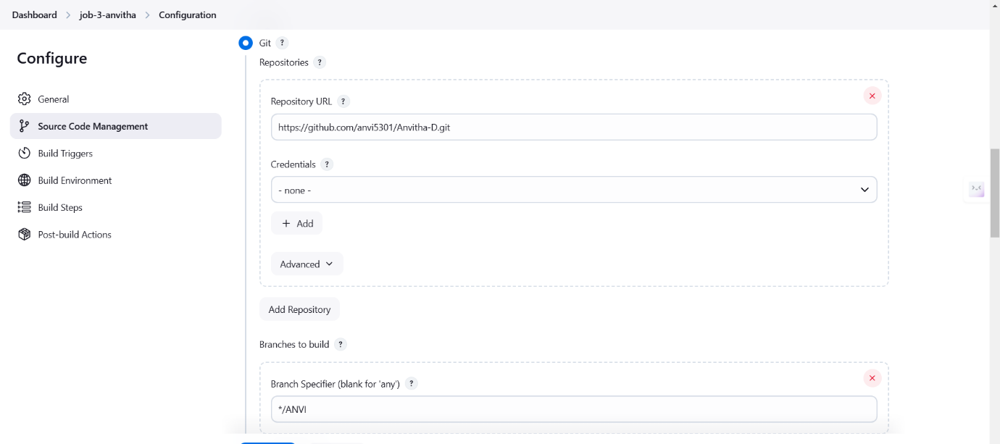 Dashboard > job-3-anvitha > Configuration
Configure
General
Source Code Management
Build Triggers
Build Environment
Build Steps
Post-build Actions
Git ?
Repositories ?
Repository URL ?
https://github.com/anvi5301/Anvitha-D.git
Credentials ?
- none -
+ Add
Advanced
Add Repository
Branches to build ?
Branch Specifier (blank for 'any') ?
*/ANVI